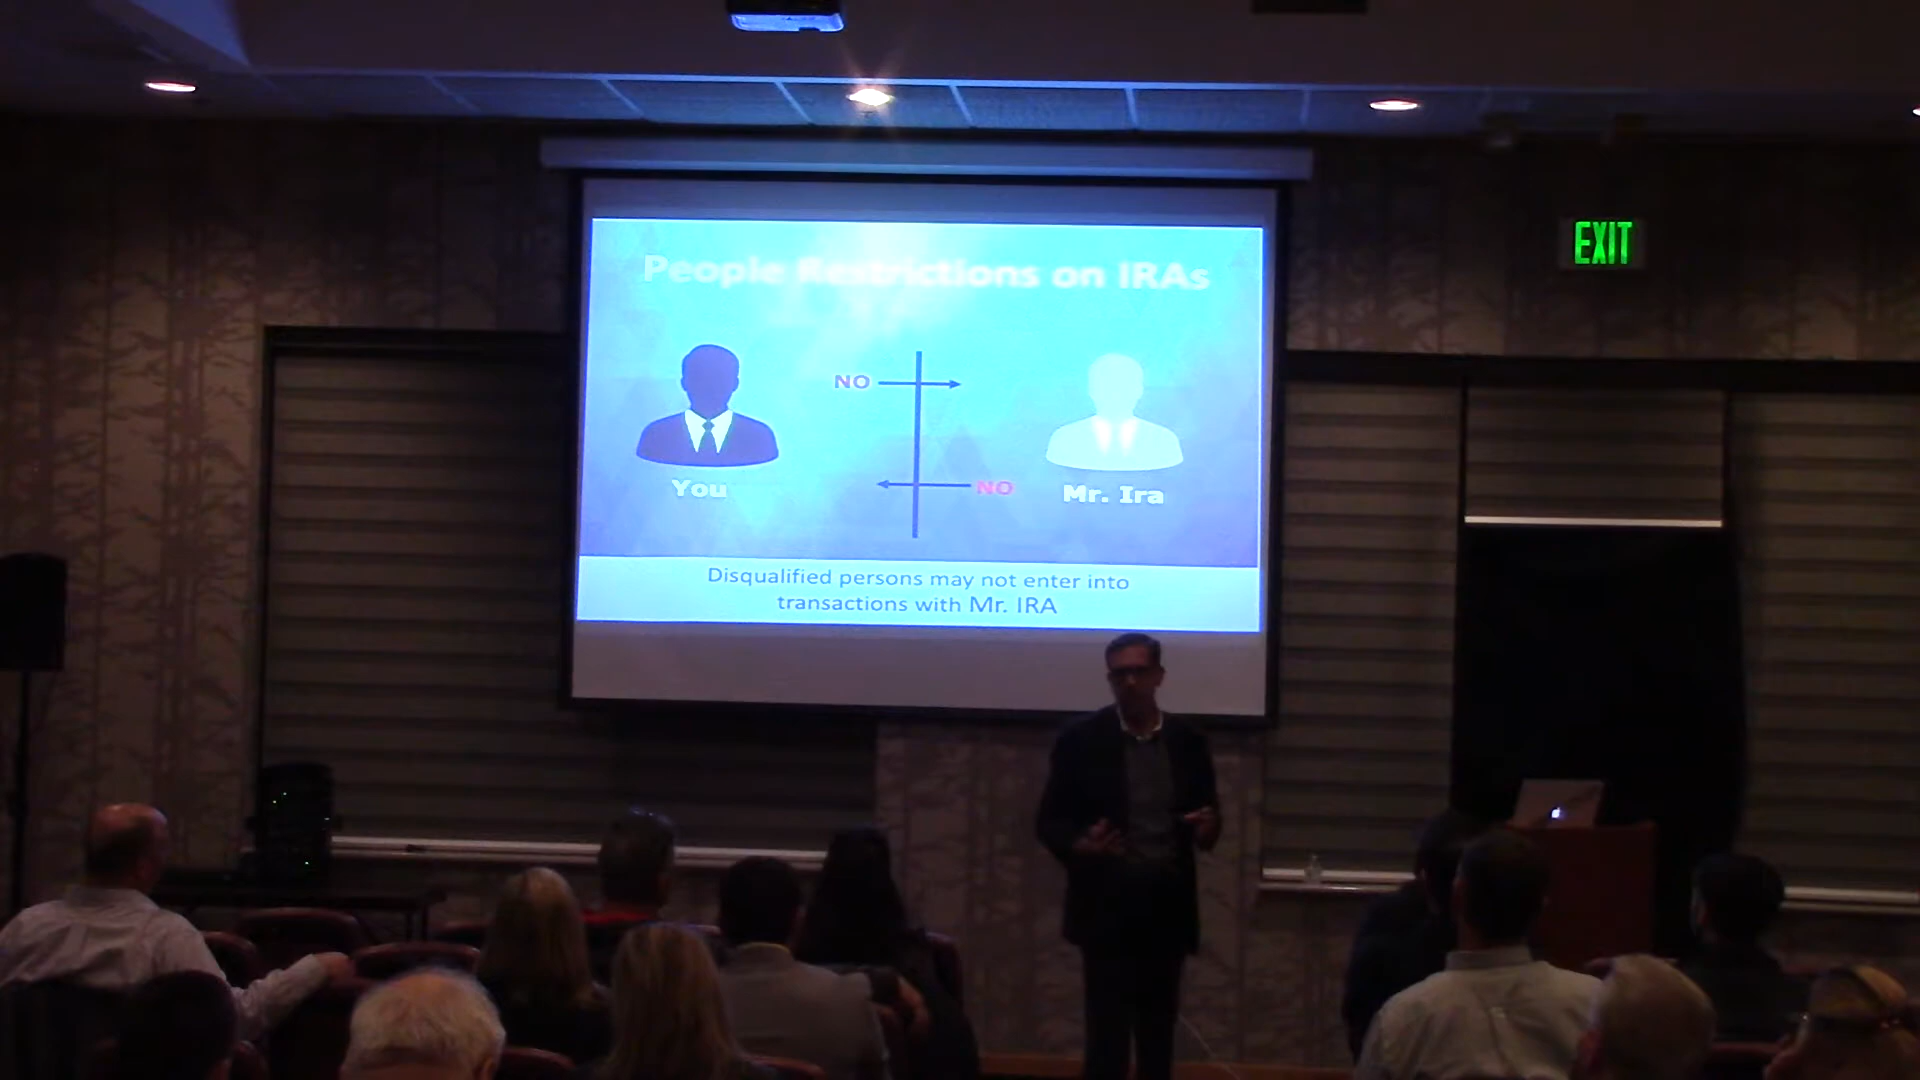 EXIT
People Restrictions on IRAs
NO
NO
You
Mr. Ira
Disqualified persons may not enter into
transactions with Mr. IRA